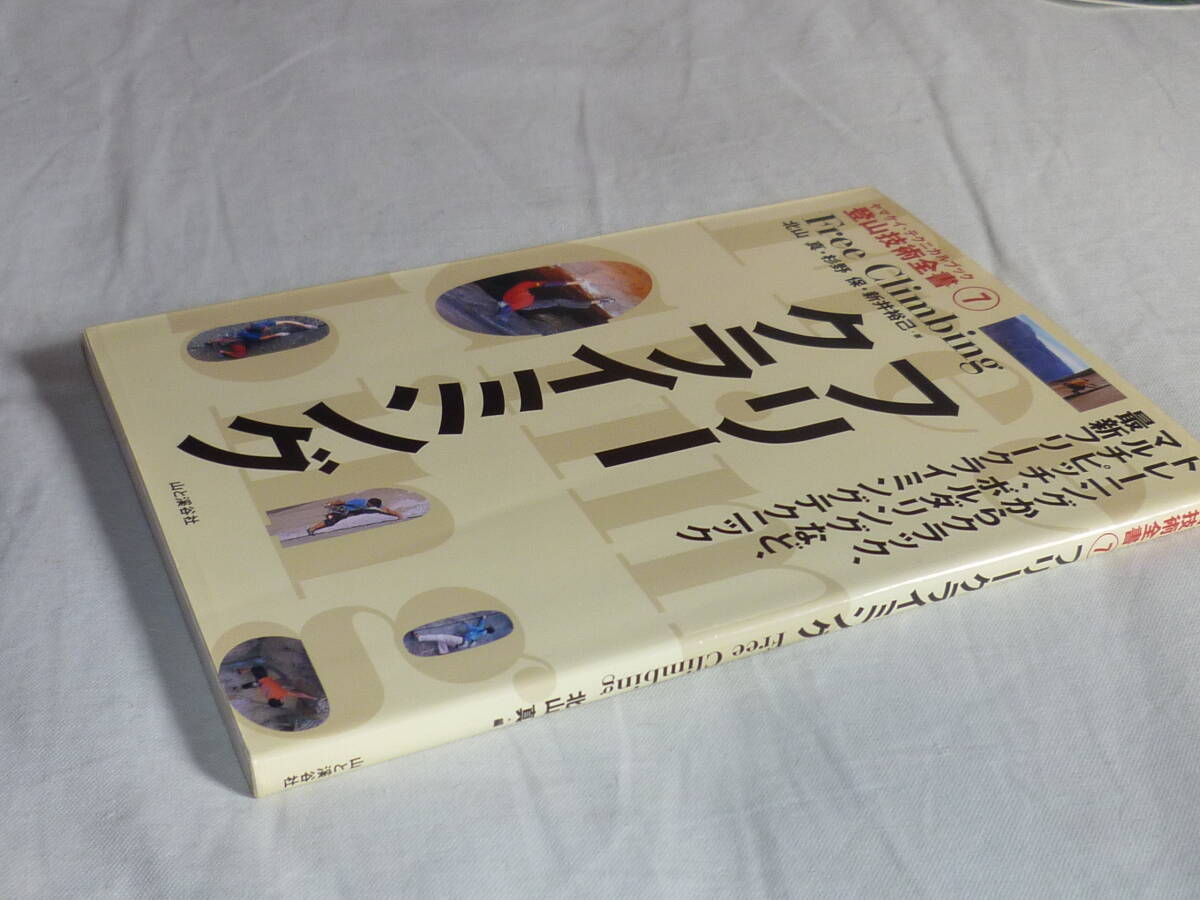 ヤマケイ・テクニカルブック
登山技術全書⑦
Free Climbing
北山 真・杉野 保・新井裕己・編
フリー
クライミング
トレーニングからクラック、
マルチピッチ、ボルダリングなど、
最新フリークライミングテクニック
山と溪谷社
Free
Climbing
技術全書⑦ フリークライミング Free Climbing 北山 真・編 山と溪谷社